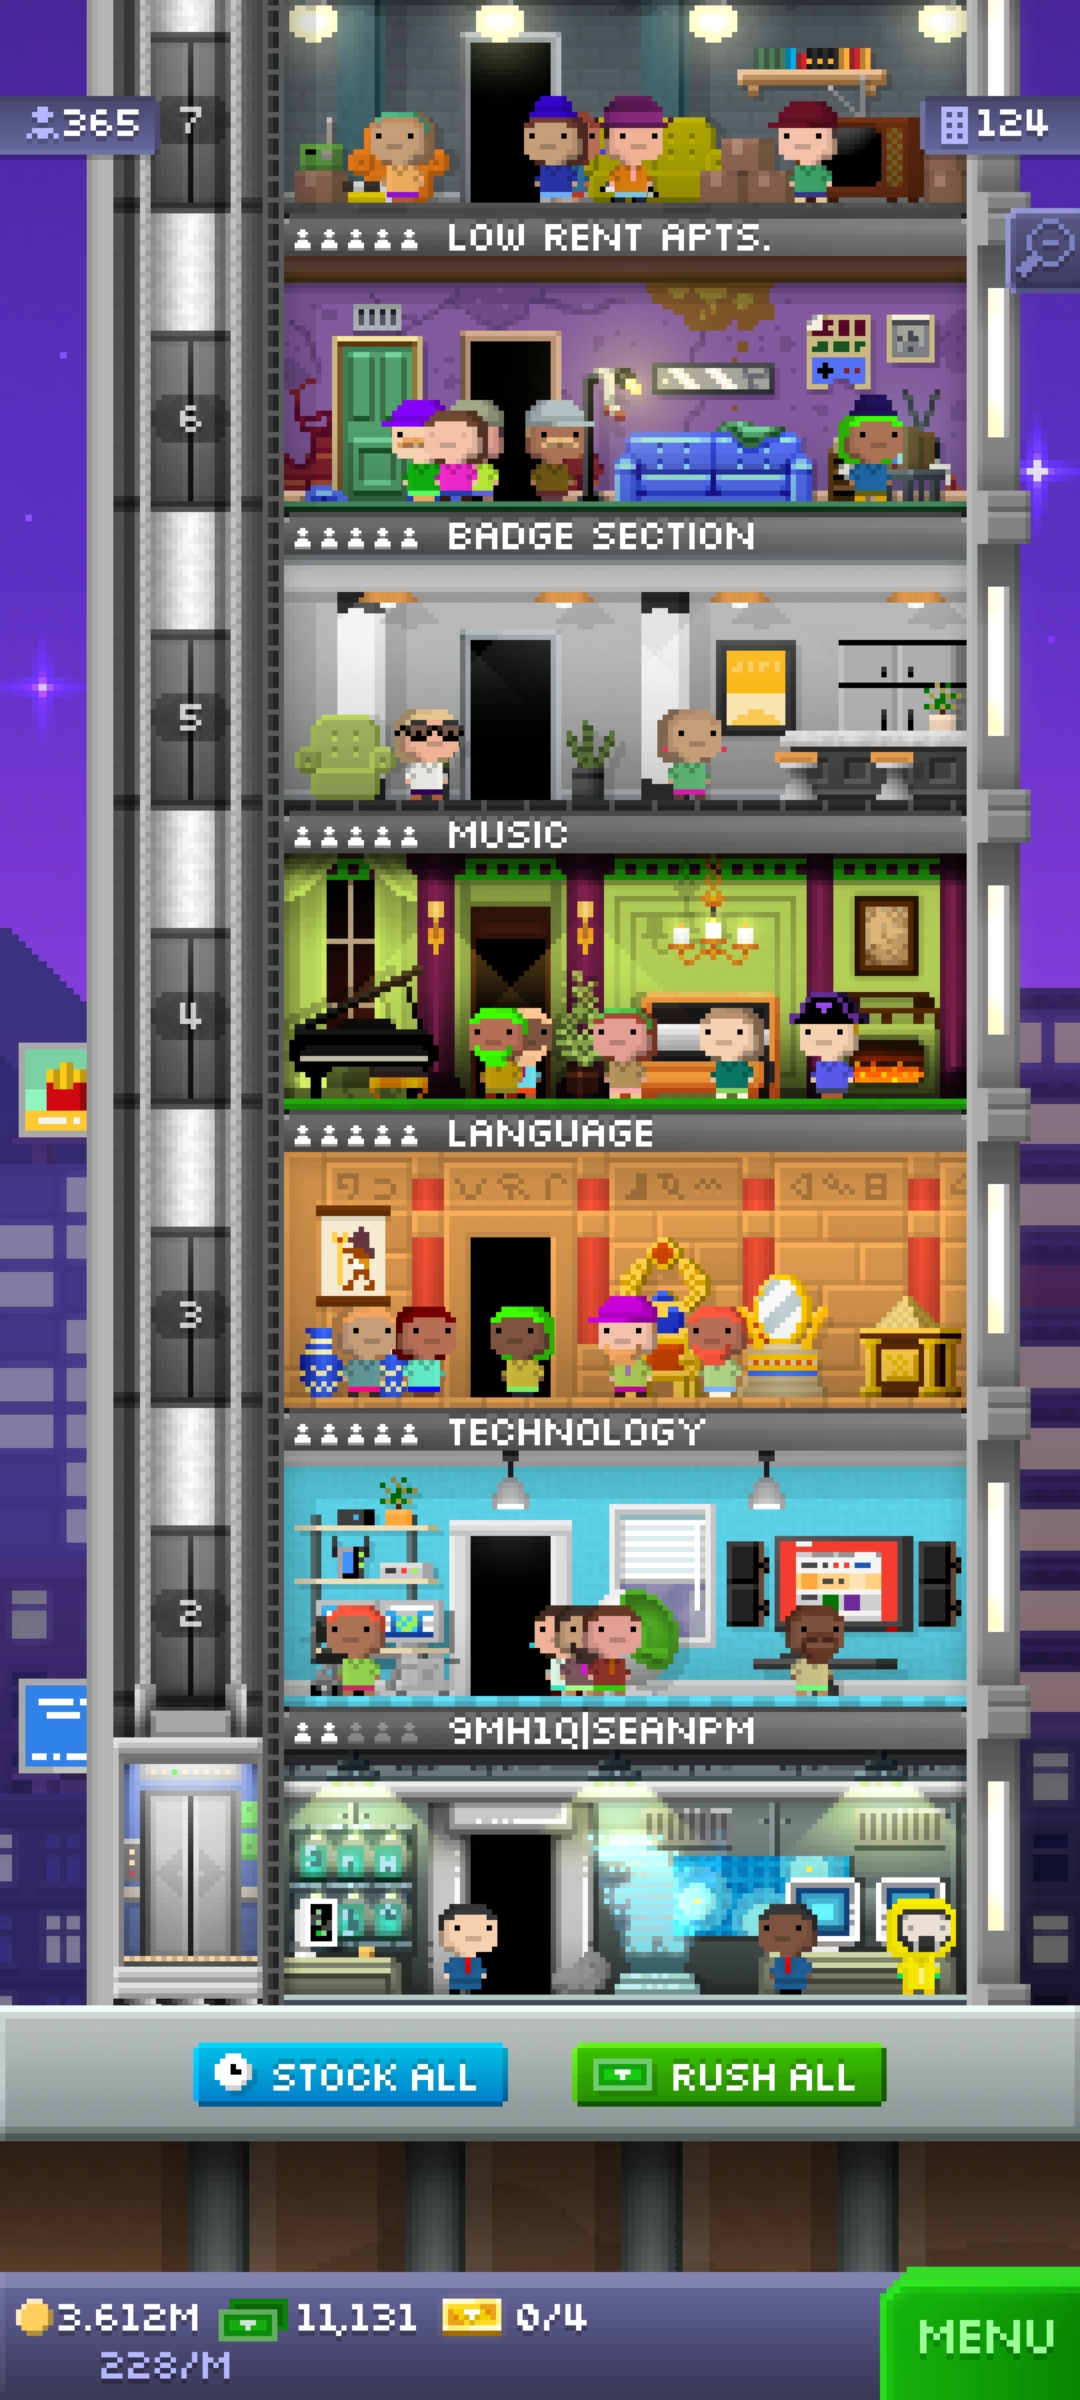 7
365
124
LOW RENT APTS.
6
BADGE SECTION
5
MUSIC
4
LANGUAGE
3
TECHNOLOGY
2
9MH1Q|SEANPM
STOCK ALL
RUSH ALL
3.612M
11,131
0/4
228/M
MENU